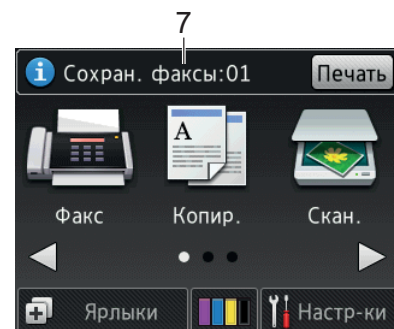 7
Сохран. факсы:01 Печать
A
Факс Копир. Скан.
Ярлыки Настр-ки